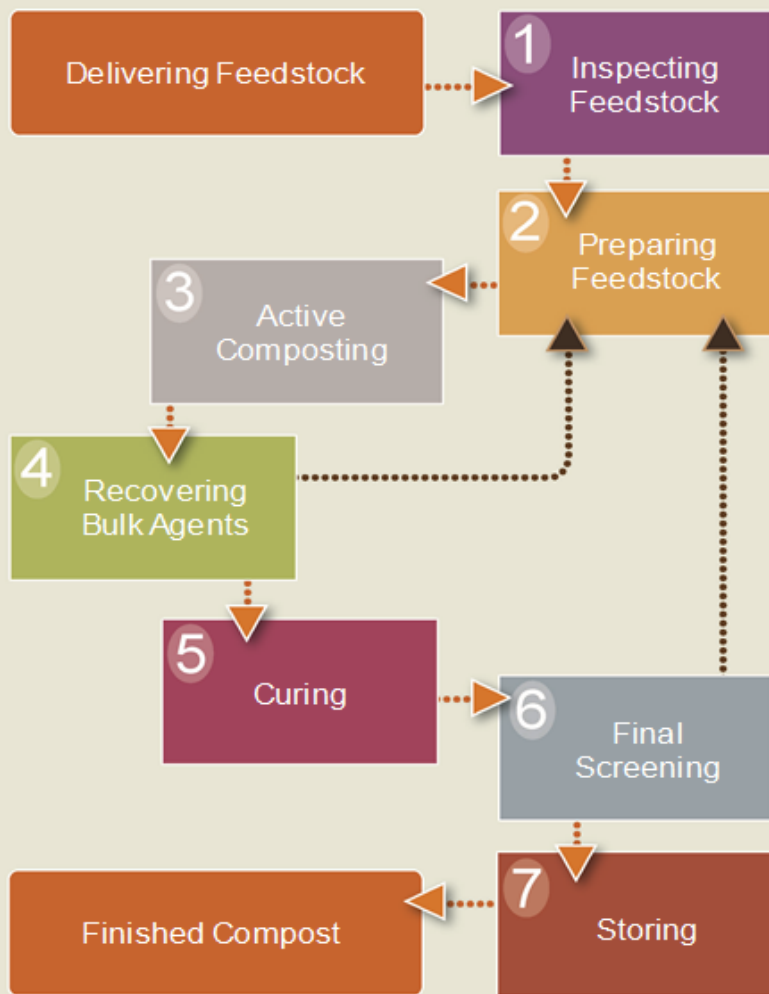 Delivering Feedstock
1
Inspecting
Feedstock
2
Preparing
Feedstock
3
Active
Composting
4
Recovering
Bulk Agents
5
Curing
6
Final
Screening
7
Storing
Finished Compost